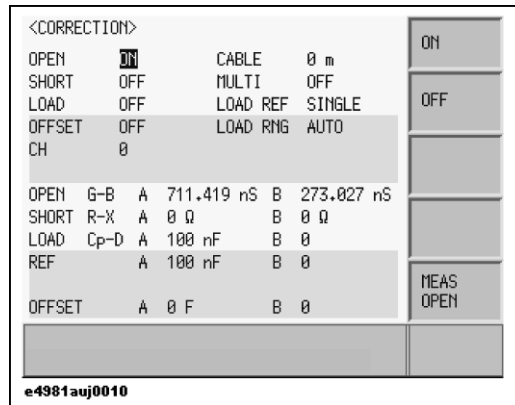 <CORRECTION>
OPEN ON CABLE 0 m
SHORT OFF MULTI OFF
LOAD OFF LOAD REF SINGLE
OFFSET OFF LOAD RNG AUTO
CH 0
OPEN G-B A 711.419 nS B 273.027 nS
SHORT R-X A 0 Ω B 0 Ω
LOAD Cp-D A 100 nF B 0
REF A 100 nF B 0
OFFSET A 0 F B 0
ON
OFF
MEAS
OPEN
e4981auj0010